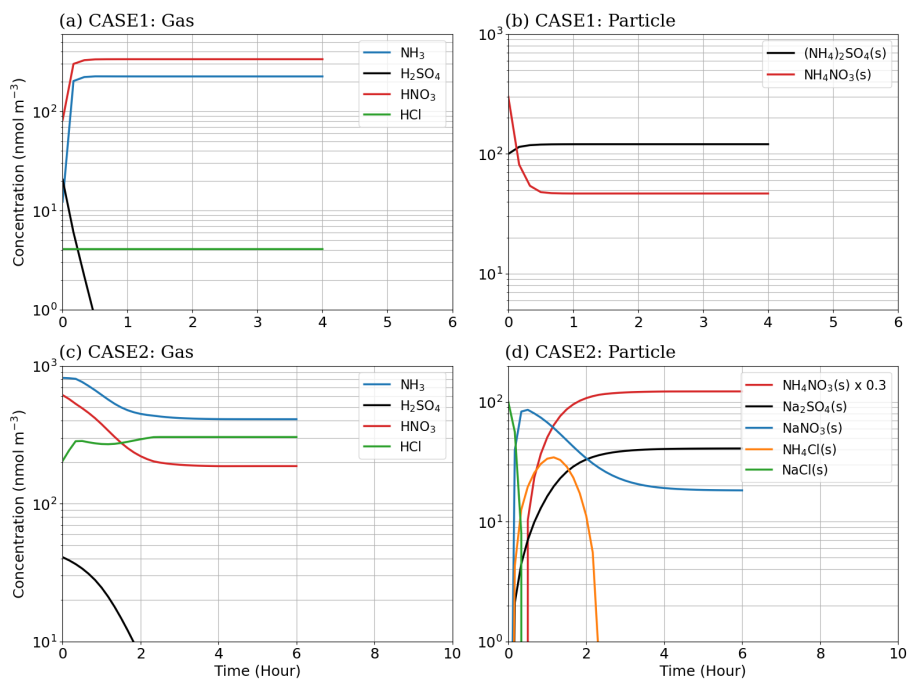 (a) CASE1: Gas
Concentration (nmol m⁻³)
10²
10¹
10⁰
0 1 2 3 4 5 6
NH₃
H₂SO₄
HNO₃
HCl
(b) CASE1: Particle
10³
10²
10¹
0 1 2 3 4 5 6
(NH₄)₂SO₄(s)
NH₄NO₃(s)
(c) CASE2: Gas
Concentration (nmol m⁻³)
10³
10²
10¹
0 2 4 6 8 10
Time (Hour)
NH₃
H₂SO₄
HNO₃
HCl
(d) CASE2: Particle
10²
10¹
10⁰
0 2 4 6 8 10
Time (Hour)
NH₄NO₃(s) x 0.3
Na₂SO₄(s)
NaNO₃(s)
NH₄Cl(s)
NaCl(s)